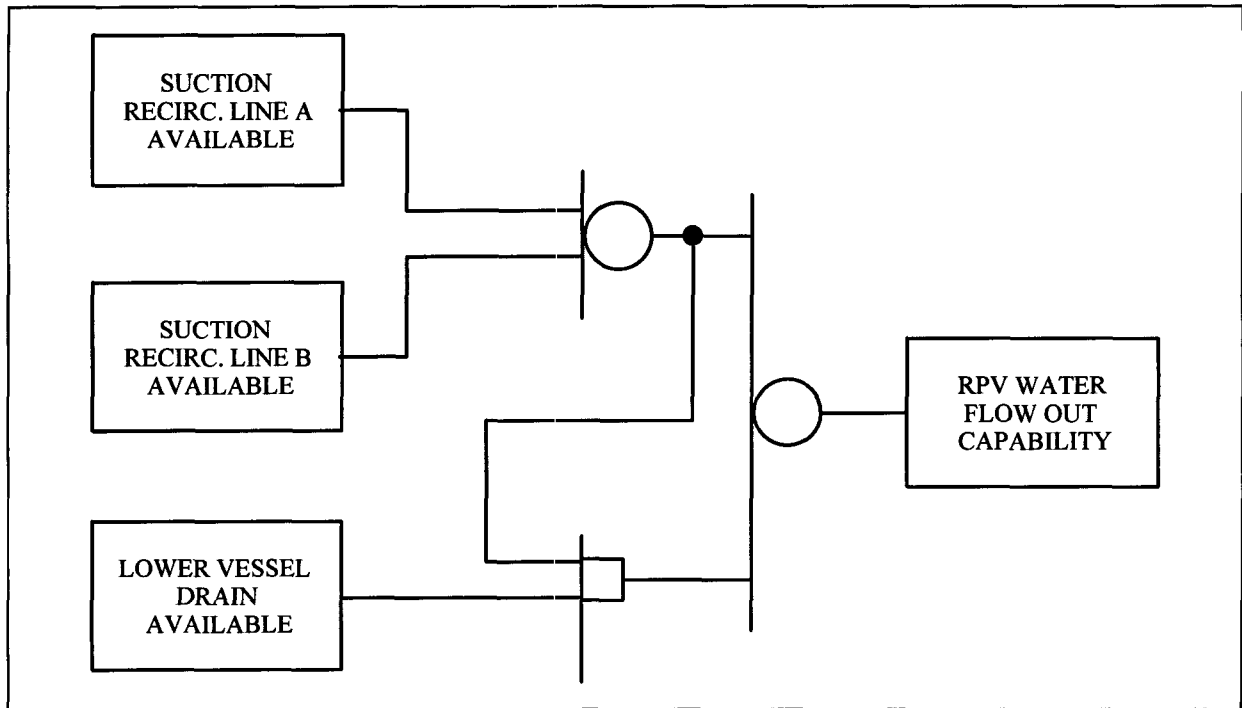 SUCTION
RECIRC. LINE A
AVAILABLE
SUCTION
RECIRC. LINE B
AVAILABLE
LOWER VESSEL
DRAIN
AVAILABLE
RPV WATER
FLOW OUT
CAPABILITY